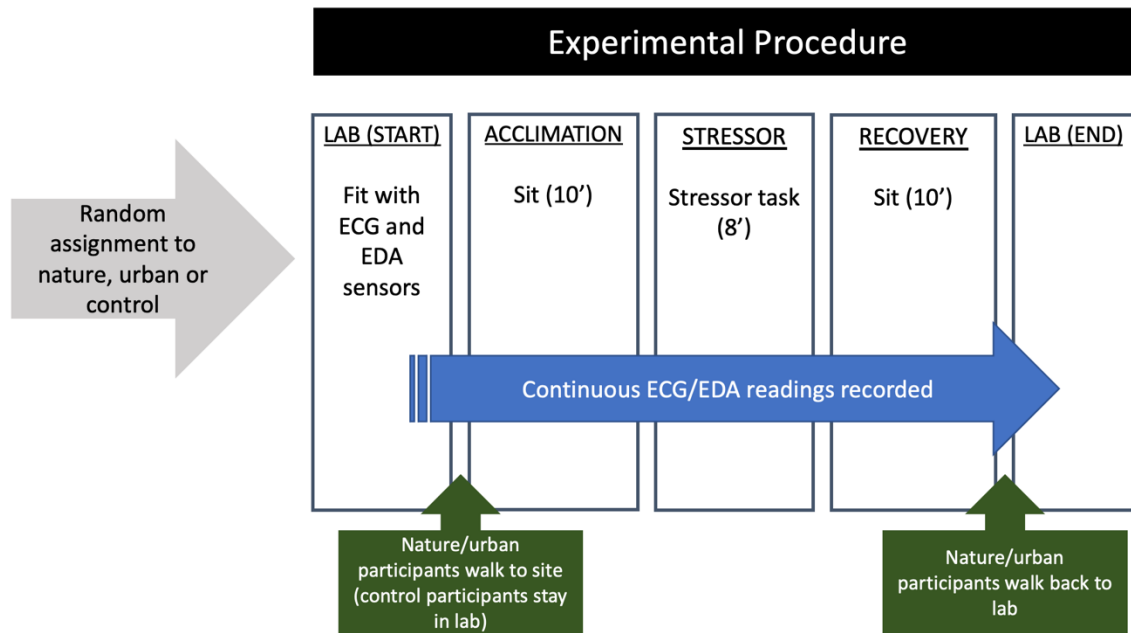 Experimental Procedure
Random
assignment to
nature, urban or
control
LAB (START)
Fit with
ECG and
EDA
sensors
ACCLIMATION
Sit (10’)
STRESSOR
Stressor task
(8’)
RECOVERY
Sit (10’)
LAB (END)
Continuous ECG/EDA readings recorded
Nature/urban
participants walk to site
(control participants stay
in lab)
Nature/urban
participants walk back to
lab